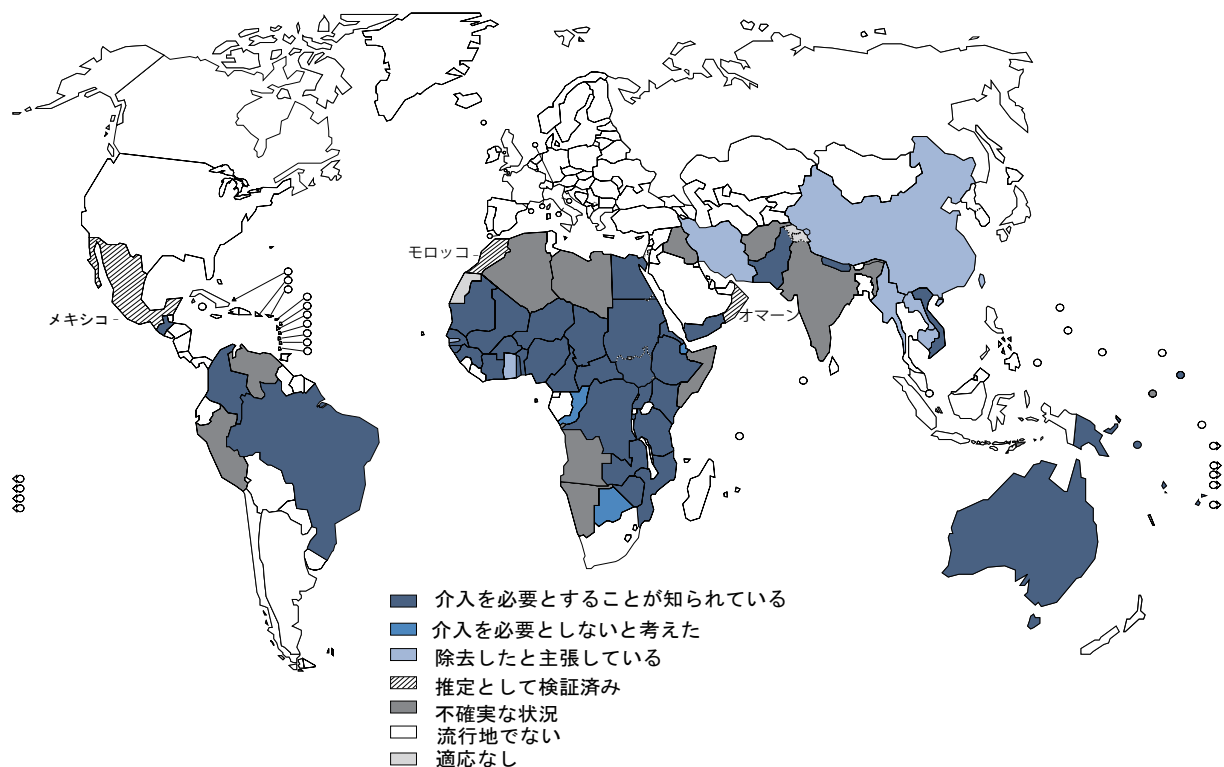 モロッコ
メキシコ
オマーン
介入を必要とすることが知られている
介入を必要としないと考えた
除去したと主張している
推定として検証済み
不確実な状況
流行地でない
適応なし